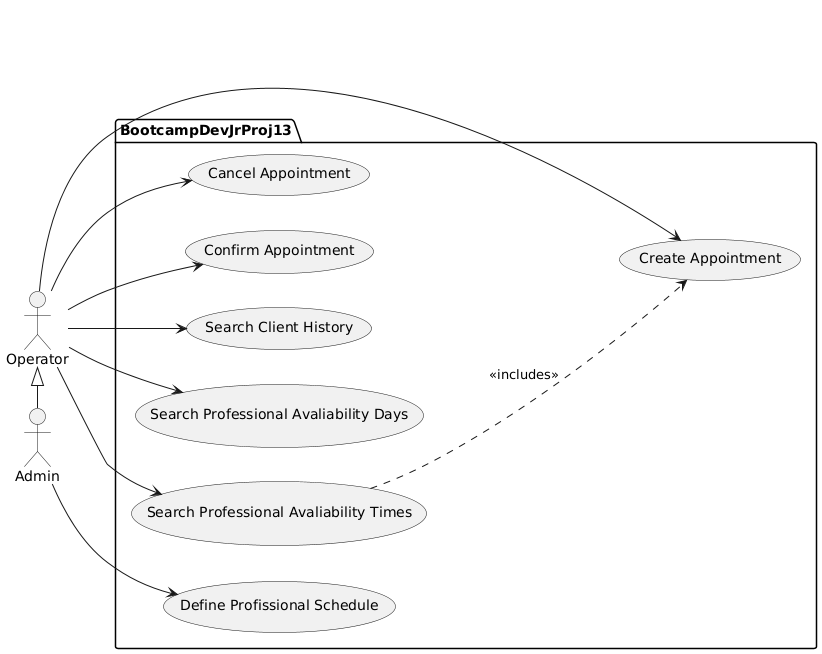 BootcampDevJrProj13
Cancel Appointment
Confirm Appointment
Create Appointment
Search Client History
Operator
«includes»
Search Professional Avaliability Days
Admin
Search Professional Avaliability Times
Define Profissional Schedule